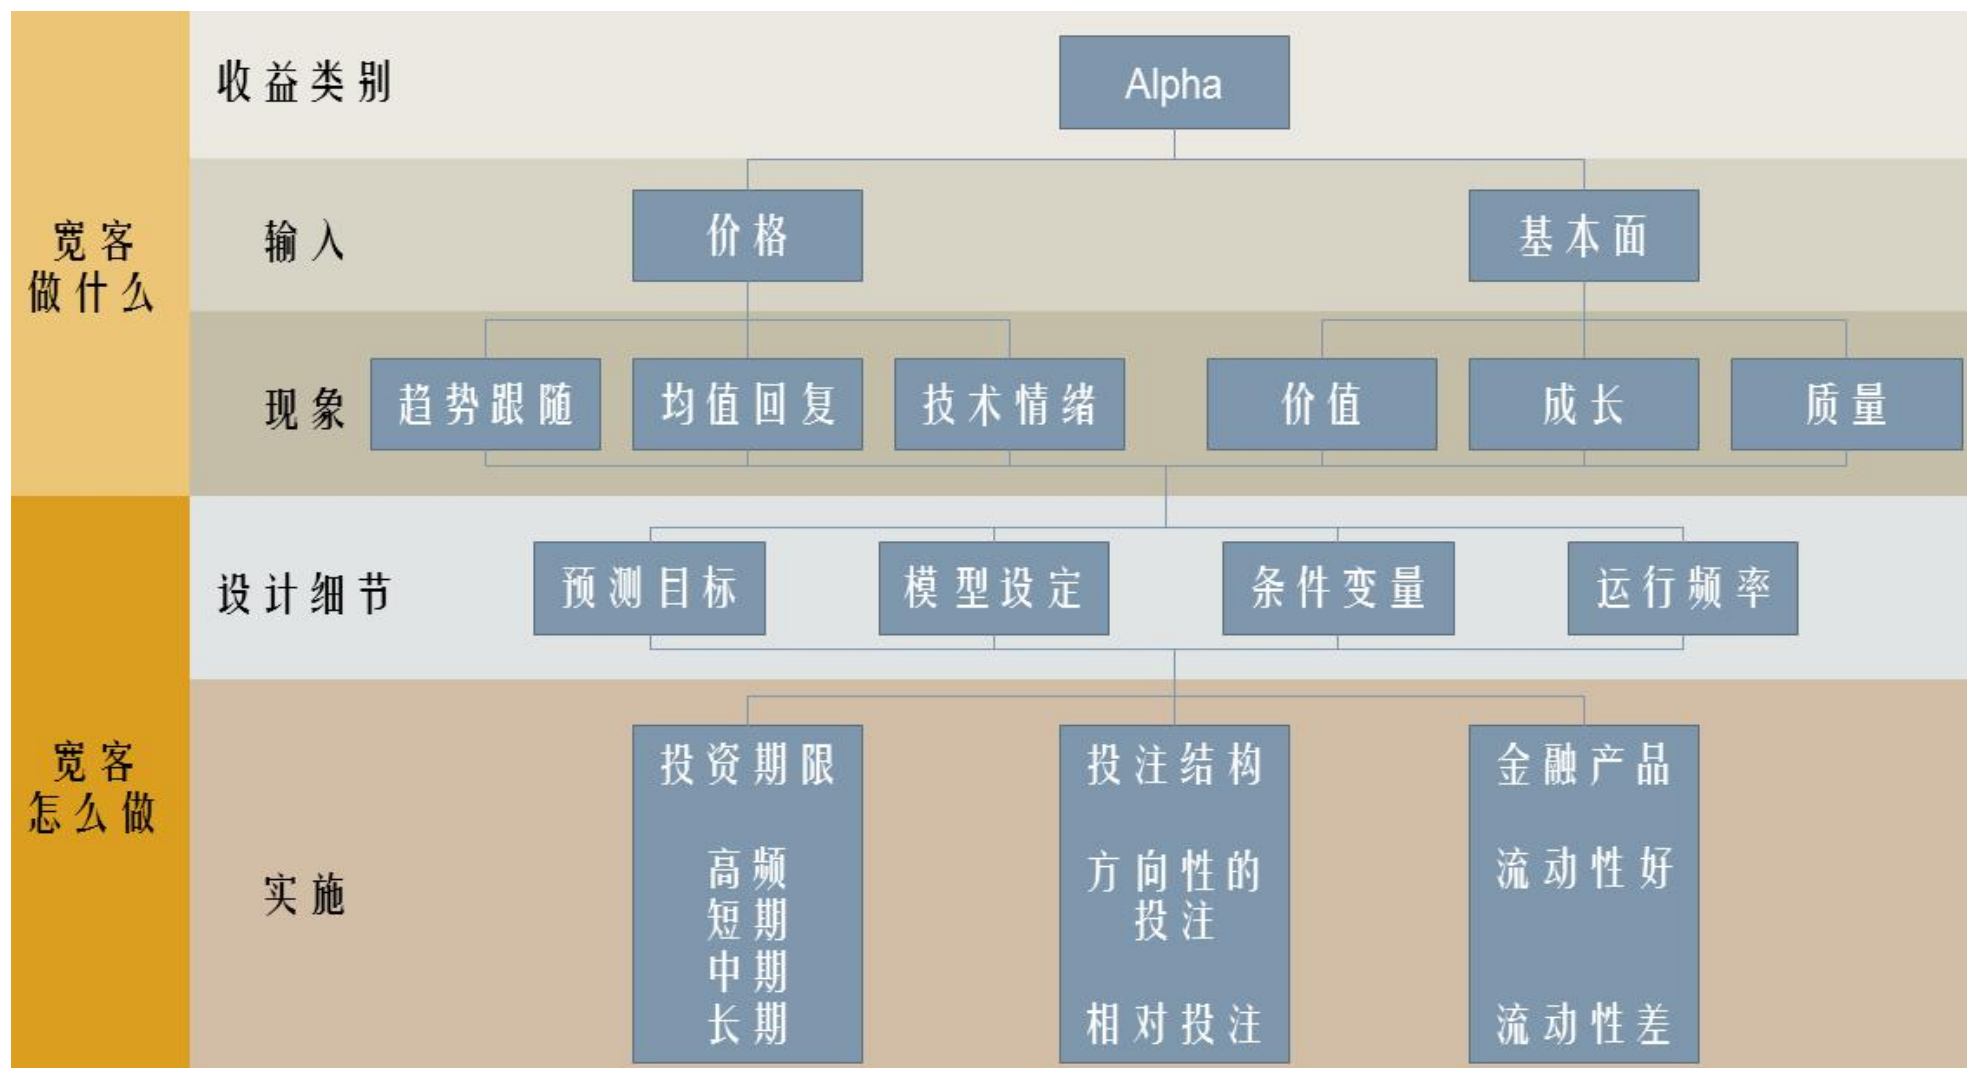 收益类别
Alpha
宽客
做什么
输入
价格
基本面
现象
趋势跟随
均值回复
技术情绪
价值
成长
质量
宽客
怎么做
设计细节
预测目标
模型设定
条件变量
运行频率
实施
投资期限
高频
短期
中期
长期
投注结构
方向性的
投注
相对投注
金融产品
流动性好
流动性差